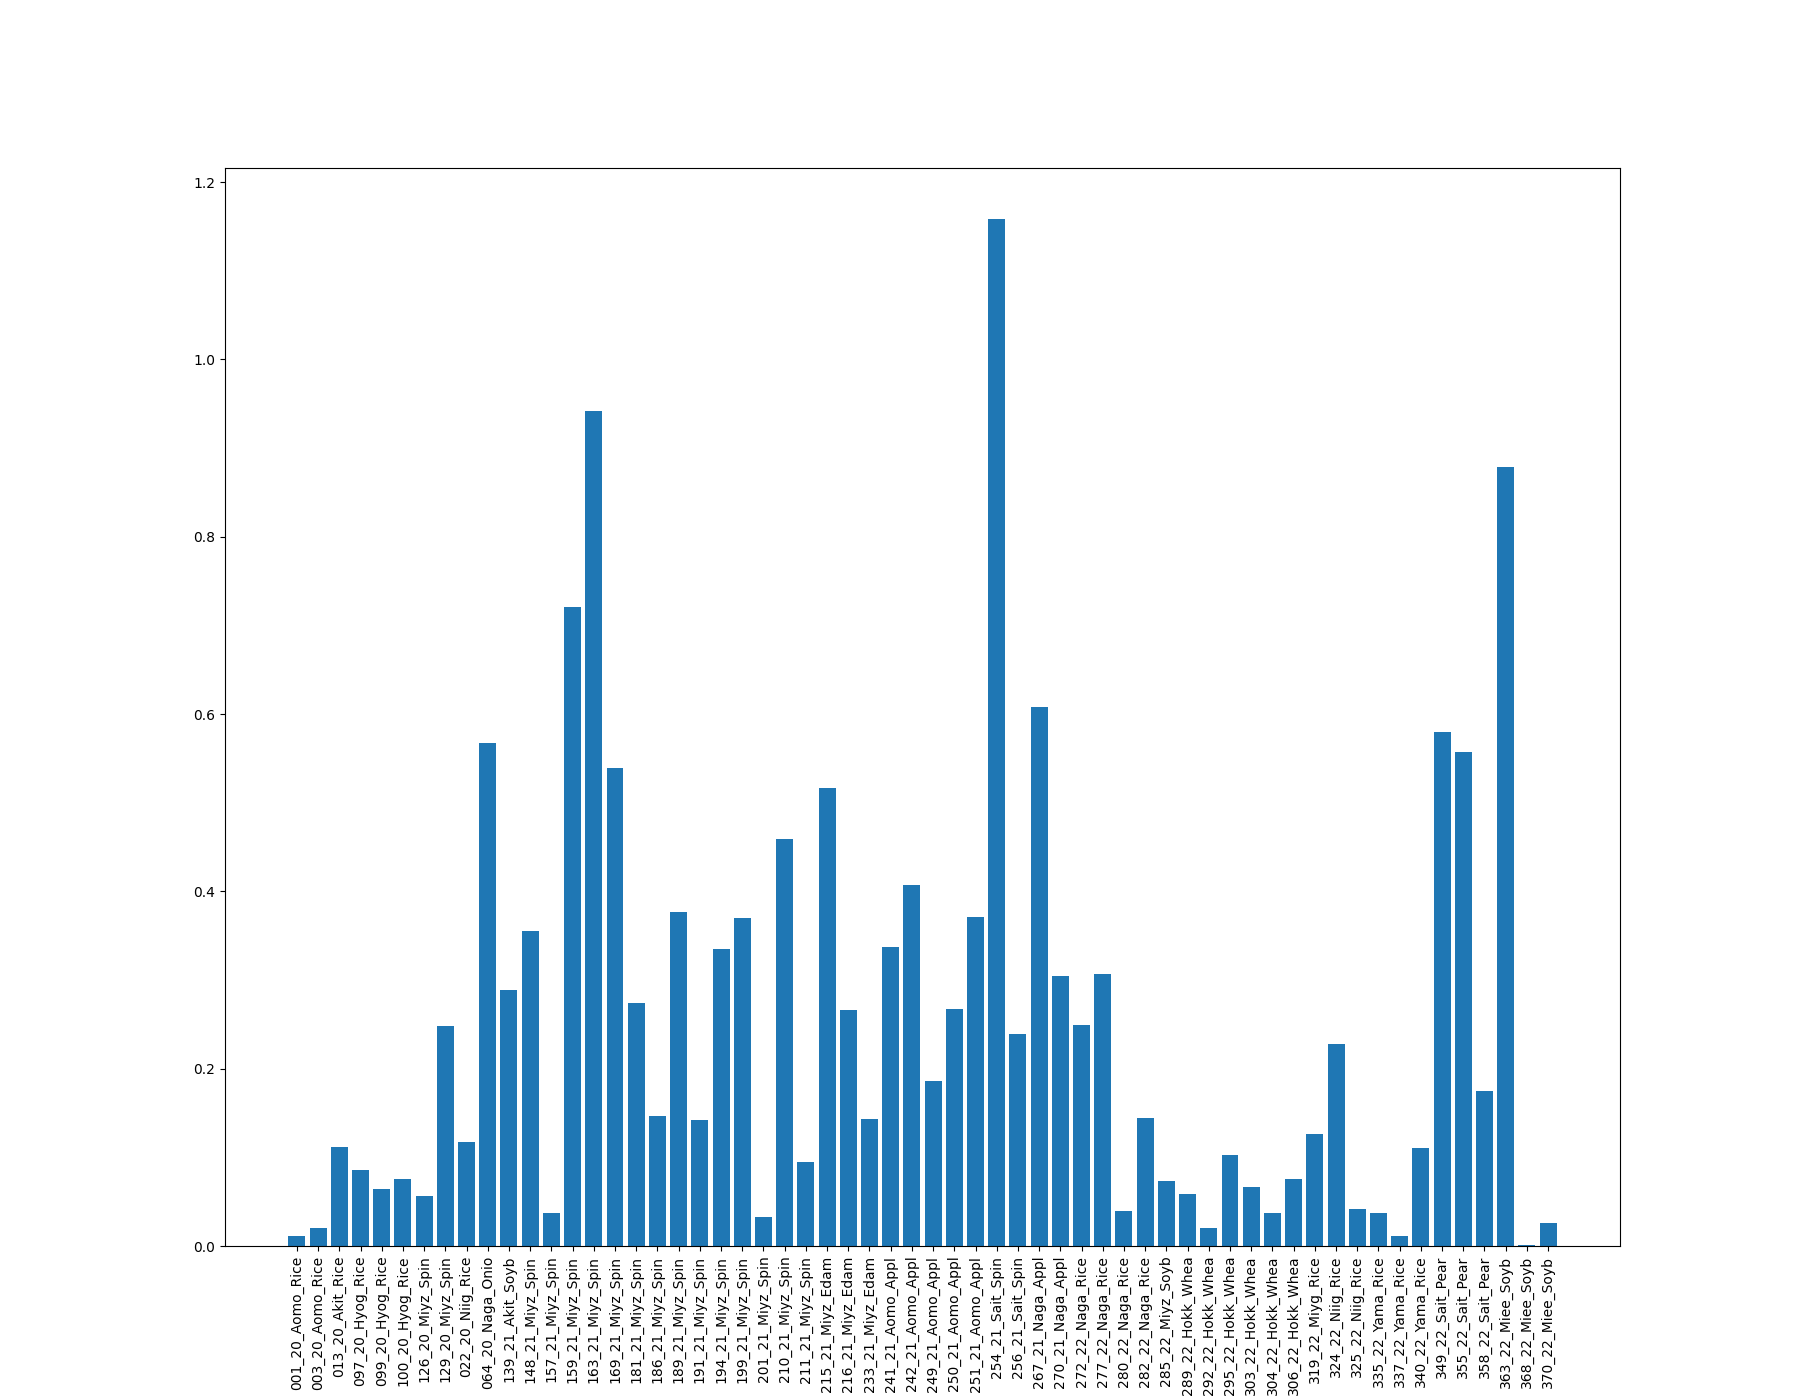 1.2
1.0
0.8
0.6
0.4
0.2
0.0
001_20_Aomo_Rice
003_20_Aomo_Rice
013_20_Akit_Rice
097_20_Hyog_Rice
099_20_Hyog_Rice
100_20_Hyog_Rice
126_20_Miyz_Spin
129_20_Miyz_Spin
022_20_Niig_Rice
064_20_Naga_Onio
139_21_Akit_Soyb
148_21_Miyz_Spin
157_21_Miyz_Spin
159_21_Miyz_Spin
163_21_Miyz_Spin
169_21_Miyz_Spin
181_21_Miyz_Spin
186_21_Miyz_Spin
189_21_Miyz_Spin
191_21_Miyz_Spin
194_21_Miyz_Spin
199_21_Miyz_Spin
201_21_Miyz_Spin
210_21_Miyz_Spin
211_21_Miyz_Spin
215_21_Miyz_Edam
216_21_Miyz_Edam
233_21_Miyz_Edam
241_21_Aomo_Appl
242_21_Aomo_Appl
249_21_Aomo_Appl
250_21_Aomo_Appl
251_21_Aomo_Appl
254_21_Sait_Spin
256_21_Sait_Spin
267_21_Naga_Appl
270_21_Naga_Appl
272_22_Naga_Rice
277_22_Naga_Rice
280_22_Naga_Rice
282_22_Naga_Rice
285_22_Miyz_Soyb
289_22_Hokk_Whea
292_22_Hokk_Whea
295_22_Hokk_Whea
303_22_Hokk_Whea
304_22_Hokk_Whea
306_22_Hokk_Whea
319_22_Miyg_Rice
324_22_Niig_Rice
325_22_Niig_Rice
335_22_Yama_Rice
337_22_Yama_Rice
340_22_Yama_Rice
349_22_Sait_Pear
355_22_Sait_Pear
358_22_Sait_Pear
363_22_Miee_Soyb
368_22_Miee_Soyb
370_22_Miee_Soyb